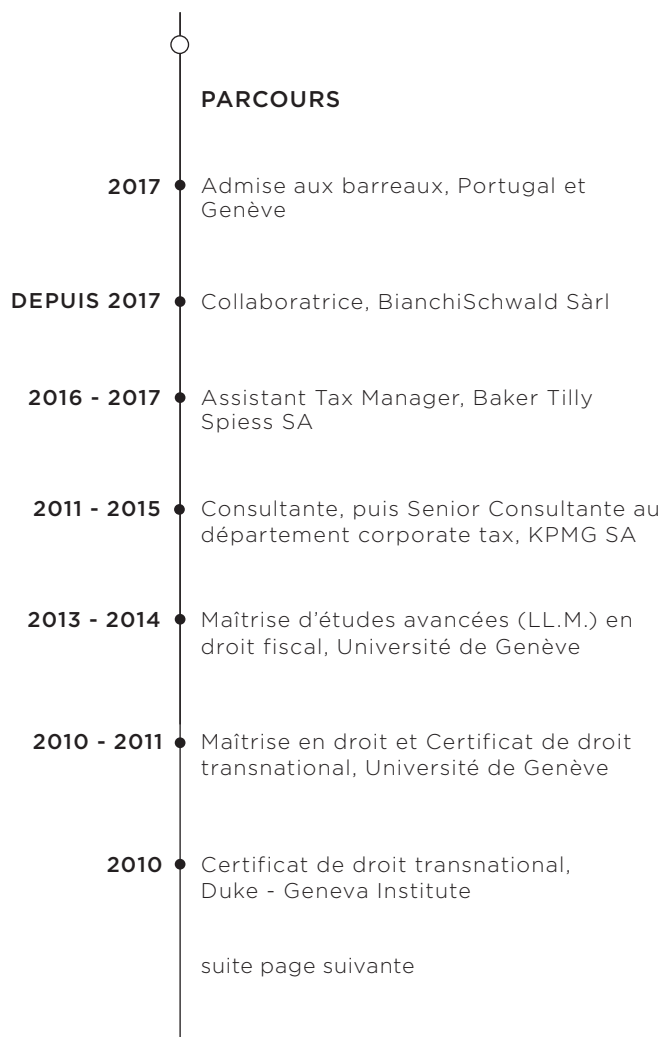 PARCOURS
2017
Admise aux barreaux, Portugal et
Genève
DEPUIS 2017
Collaboratrice, BianchiSchwald Sàrl
2016 - 2017
Assistant Tax Manager, Baker Tilly
Spiess SA
2011 - 2015
Consultante, puis Senior Consultante au
département corporate tax, KPMG SA
2013 - 2014
Maîtrise d’études avancées (LL.M.) en
droit fiscal, Université de Genève
2010 - 2011
Maîtrise en droit et Certificat de droit
transnational, Université de Genève
2010
Certificat de droit transnational,
Duke - Geneva Institute
suite page suivante